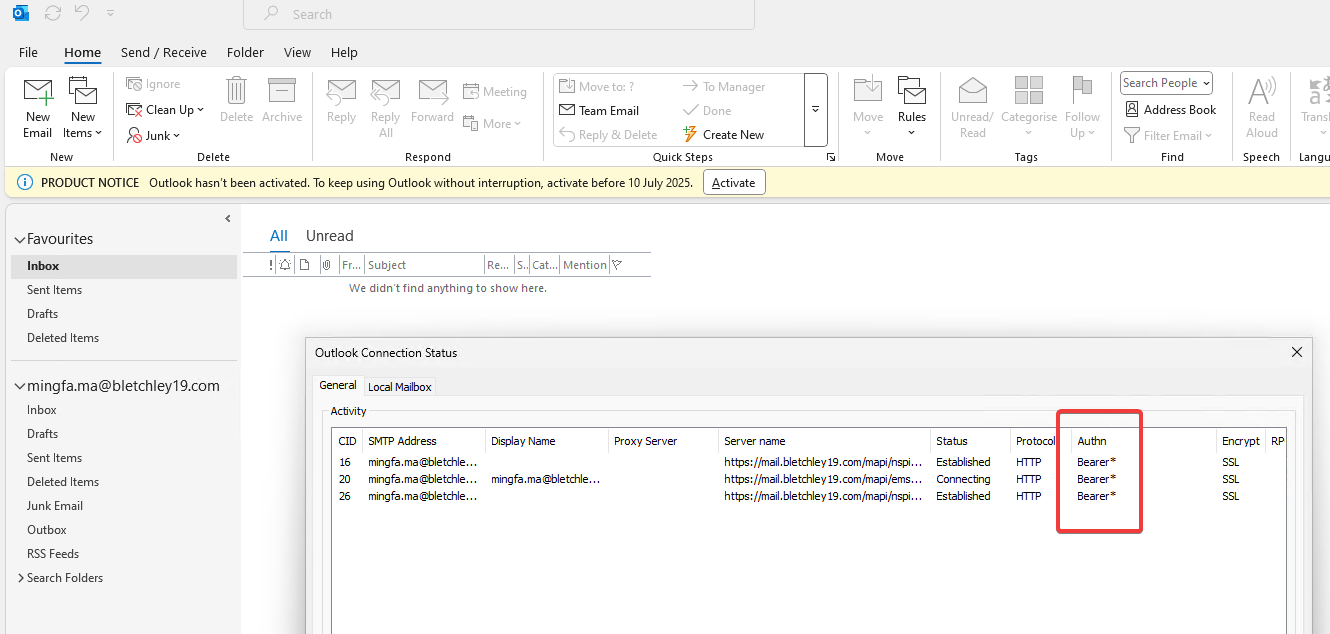 Search
File Home Send / Receive Folder View Help
New Email
New Items
New
Ignore
Clean Up
Junk
Delete
Archive
Delete
Reply
Reply All
Forward
Meeting
More
Respond
Move to: ?
Team Email
Reply & Delete
To Manager
Done
Create New
Quick Steps
Move
Rules
Move
Unread/ Read
Categorise
Follow Up
Tags
Search People
Address Book
Filter Email
Find
Read Aloud
Speech
PRODUCT NOTICE Outlook hasn't been activated. To keep using Outlook without interruption, activate before 10 July 2025. Activate
Favourites
Inbox
Sent Items
Drafts
Deleted Items
mingfa.ma@bletchley19.com
Inbox
Drafts
Sent Items
Deleted Items
Junk Email
Outbox
RSS Feeds
Search Folders
All Unread
! Fr... Subject Re... S.. Cat... Mention
We didn't find anything to show here.
Outlook Connection Status
General Local Mailbox
Activity
CID SMTP Address Display Name Proxy Server Server name Status Protocol Authn Encrypt RP
16 mingfa.ma@bletchle... https://mail.bletchley19.com/mapi/nspi... Established HTTP Bearer* SSL
20 mingfa.ma@bletchle... mingfa.ma@bletchle... https://mail.bletchley19.com/mapi/ems... Connecting HTTP Bearer* SSL
26 mingfa.ma@bletchle... https://mail.bletchley19.com/mapi/nspi... Established HTTP Bearer* SSL